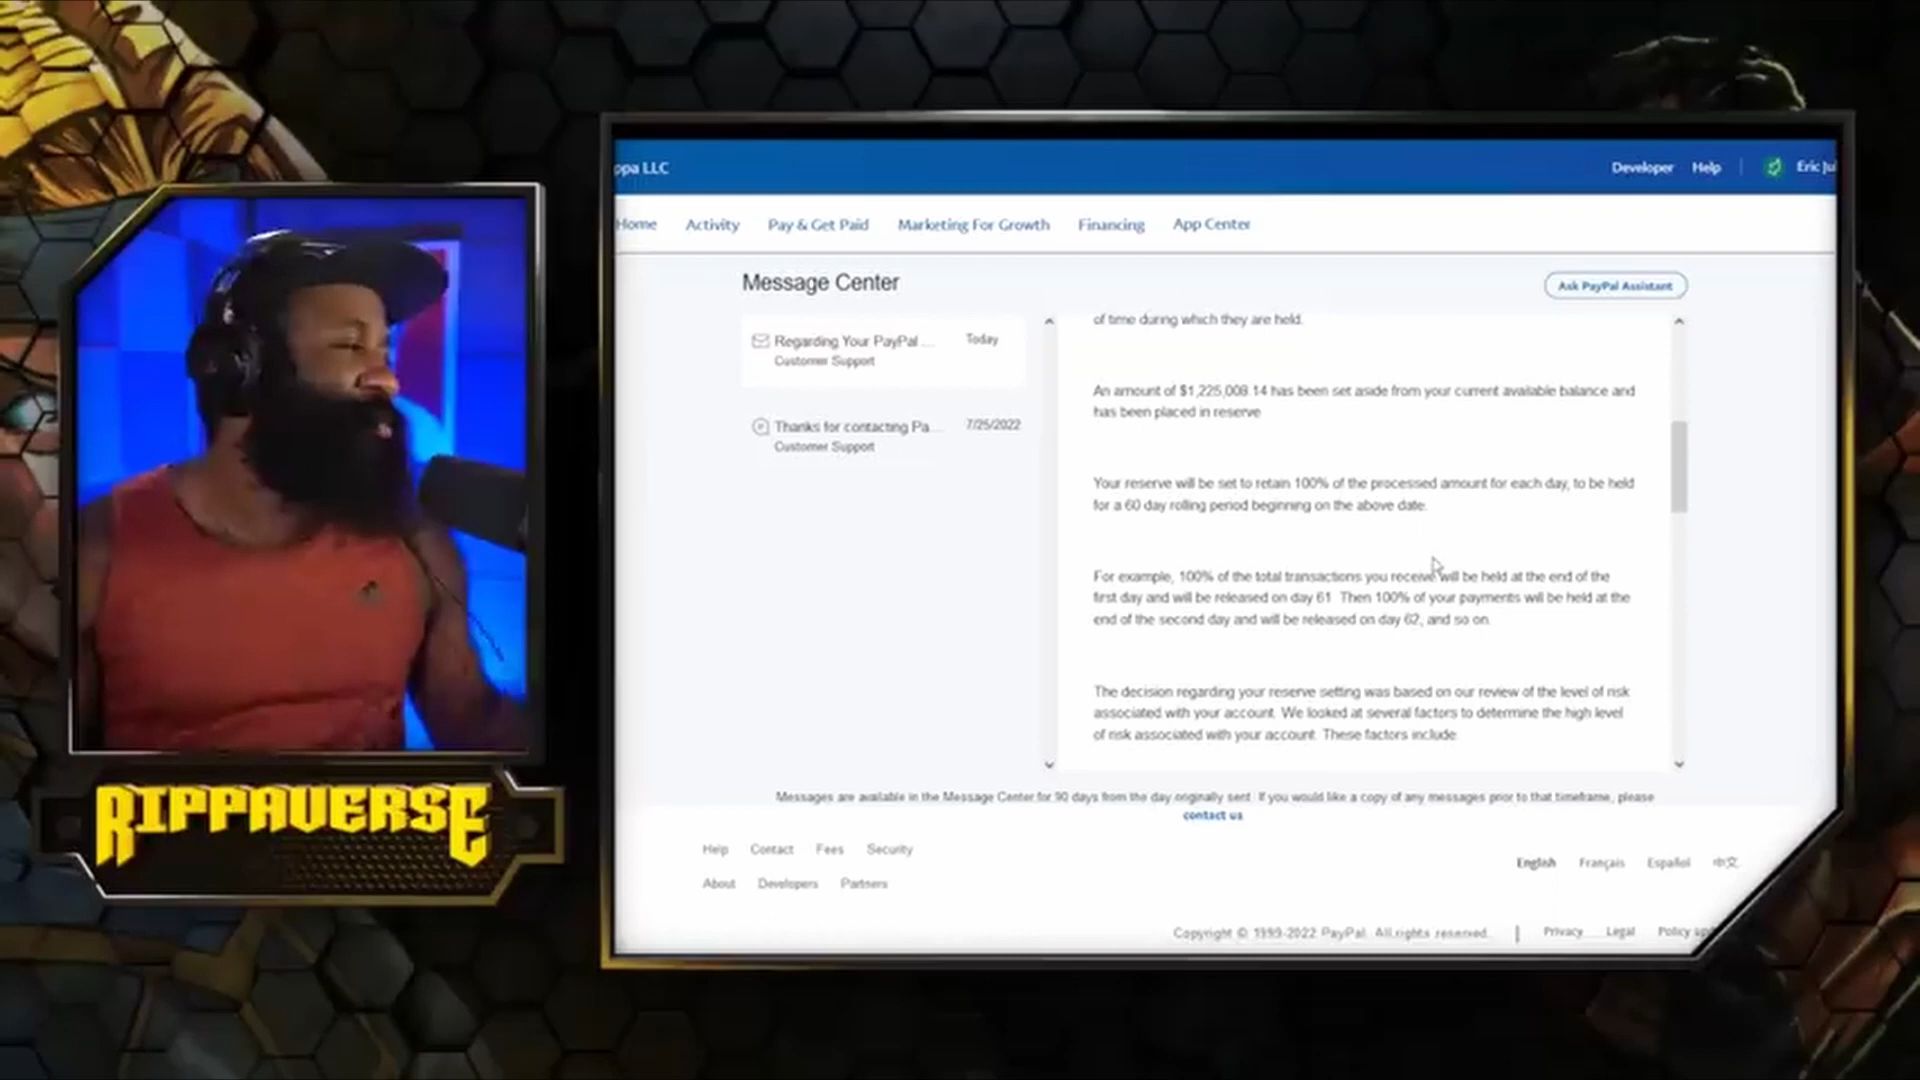 ppa LLC
Developer Help Eric Jul
Home Activity Pay & Get Paid Marketing For Growth Financing App Center
Message Center
Ask PayPal Assistant
Regarding Your PayPal ... Today
Customer Support
Thanks for contacting Pa... 7/25/2022
Customer Support
of time during which they are held.
An amount of $1,225,008.14 has been set aside from your current available balance and
has been placed in reserve
Your reserve will be set to retain 100% of the processed amount for each day, to be held
for a 60 day rolling period beginning on the above date.
For example, 100% of the total transactions you receive will be held at the end of the
first day and will be released on day 61. Then 100% of your payments will be held at the
end of the second day and will be released on day 62, and so on.
The decision regarding your reserve setting was based on our review of the level of risk
associated with your account. We looked at several factors to determine the high level
of risk associated with your account. These factors include:
Messages are available in the Message Center for 90 days from the day originally sent. If you would like a copy of any messages prior to that timeframe, please
contact us
Help Contact Fees Security
English Français Español 中文
About Developers Partners
Copyright © 1999-2022 PayPal. All rights reserved. | Privacy Legal Policy up
RIPPAVERSE